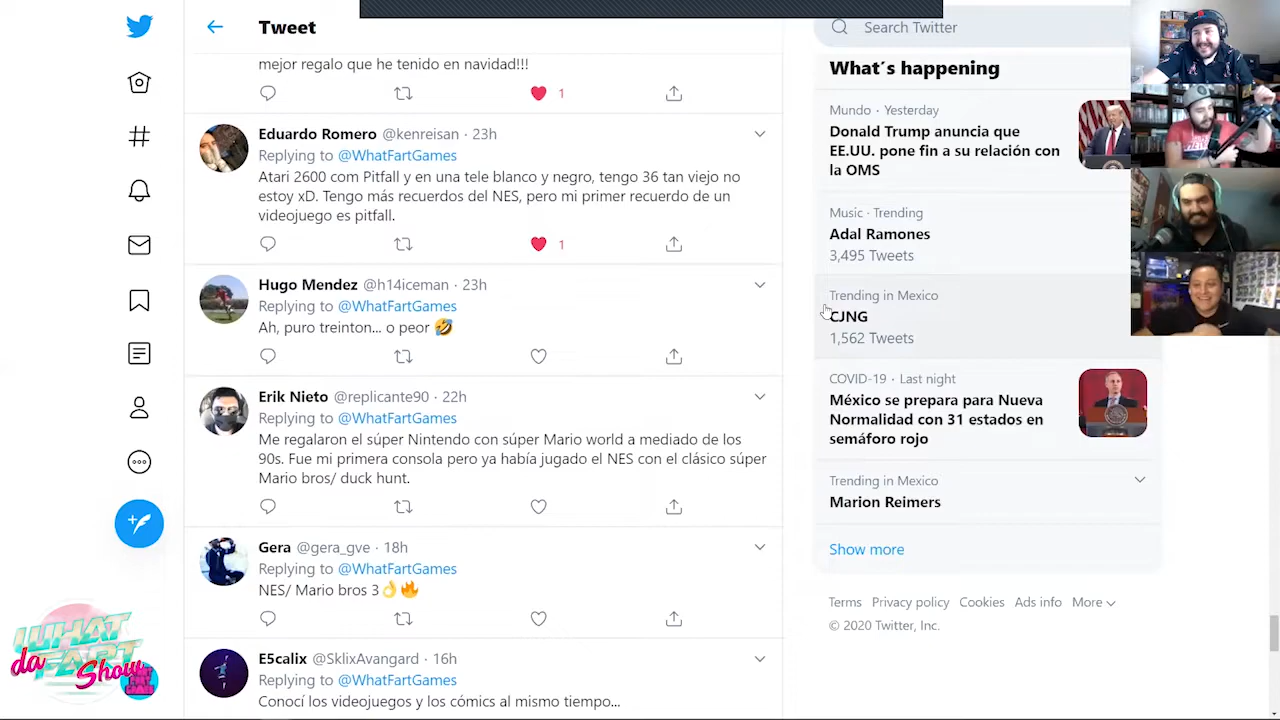 Tweet
mejor regalo que he tenido en navidad!!!
1
Eduardo Romero @kenreisan · 23h
Replying to @WhatFartGames
Atari 2600 com Pitfall y en una tele blanco y negro, tengo 36 tan viejo no
estoy xD. Tengo más recuerdos del NES, pero mi primer recuerdo de un
videojuego es pitfall.
1
Hugo Mendez @h14iceman · 23h
Replying to @WhatFartGames
Ah, puro treinton... o peor 🤣
Erik Nieto @replicante90 · 22h
Replying to @WhatFartGames
Me regalaron el súper Nintendo con súper Mario world a mediado de los
90s. Fue mi primera consola pero ya había jugado el NES con el clásico súper
Mario bros/ duck hunt.
Gera @gera_gve · 18h
Replying to @WhatFartGames
NES/ Mario bros 3👌🔥
E5calix @SklixAvangard · 16h
Replying to @WhatFartGames
Conocí los videojuegos y los cómics al mismo tiempo...
Search Twitter
What´s happening
Mundo · Yesterday
Donald Trump anuncia que
EE.UU. pone fin a su relación con
la OMS
Music · Trending
Adal Ramones
3,495 Tweets
Trending in Mexico
CJNG
1,562 Tweets
COVID-19 · Last night
México se prepara para Nueva
Normalidad con 31 estados en
semáforo rojo
Trending in Mexico
Marion Reimers
Show more
Terms Privacy policy Cookies Ads info More
© 2020 Twitter, Inc.
WHAT
da FART
Show